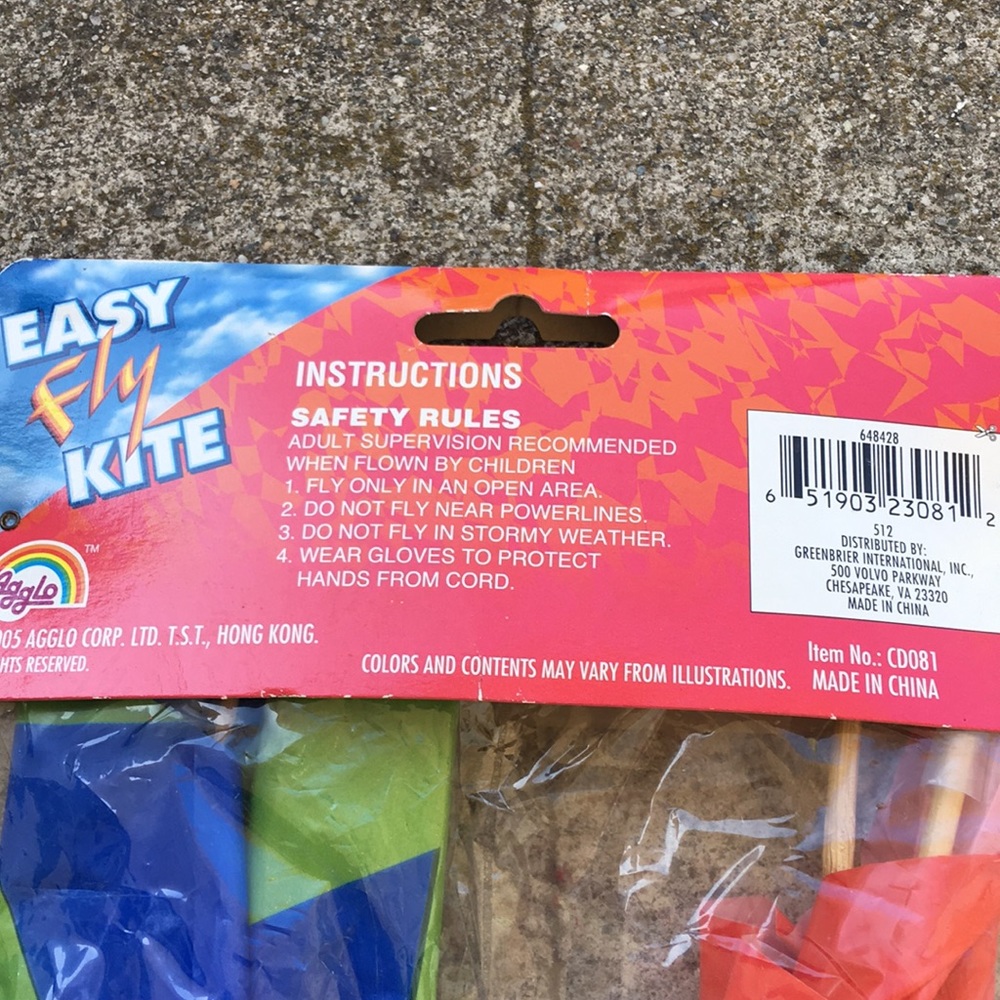 EASY
Fly
KITE
INSTRUCTIONS
SAFETY RULES
ADULT SUPERVISION RECOMMENDED
WHEN FLOWN BY CHILDREN
1. FLY ONLY IN AN OPEN AREA.
2. DO NOT FLY NEAR POWERLINES.
3. DO NOT FLY IN STORMY WEATHER.
4. WEAR GLOVES TO PROTECT
HANDS FROM CORD.
648428
6 51903 23081 2
512
DISTRIBUTED BY:
GREENBRIER INTERNATIONAL, INC.,
500 VOLVO PARKWAY
CHESAPEAKE, VA 23320
MADE IN CHINA
Agglo TM
05 AGGLO CORP. LTD. T.S.T., HONG KONG.
HTS RESERVED.
COLORS AND CONTENTS MAY VARY FROM ILLUSTRATIONS.
Item No.: CD081
MADE IN CHINA